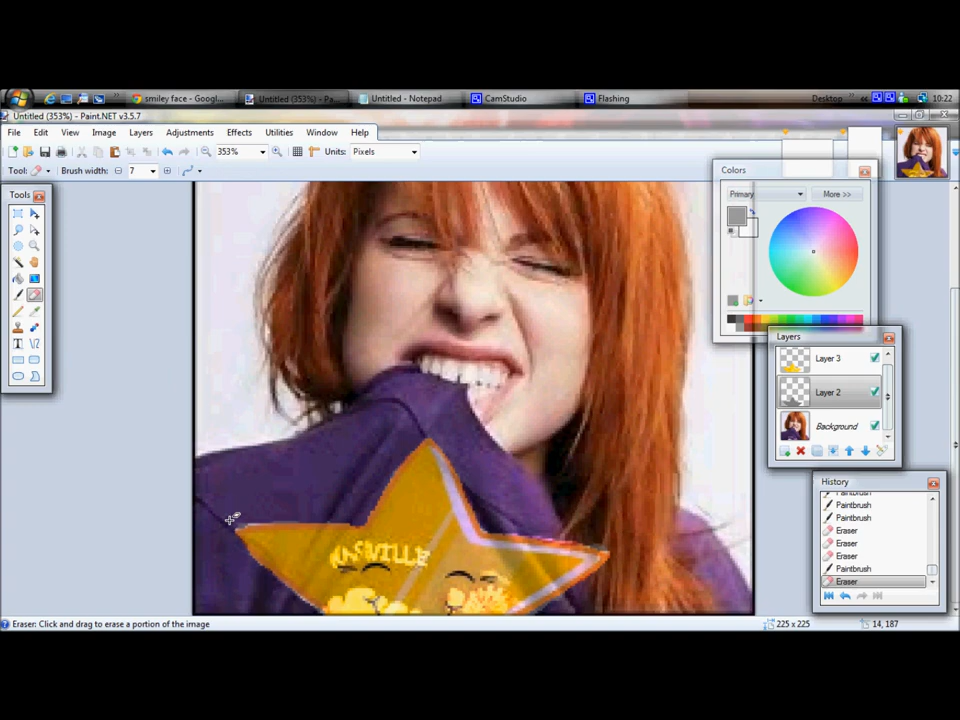 smiley face - Googl...
Untitled (353%) - Pa...
Untitled - Notepad
CamStudio
Flashing
Desktop
10:22
Untitled (353%) - Paint.NET v3.5.7
File Edit View Image Layers Adjustments Effects Utilities Window Help
353%
Units: Pixels
Tool:
Brush width: 7
Tools
Colors
Primary
More >>
Layers
Layer 3
Layer 2
Background
History
Paintbrush
Paintbrush
Paintbrush
Eraser
Eraser
Eraser
Paintbrush
Eraser
Eraser: Click and drag to erase a portion of the image
225 x 225
14, 187